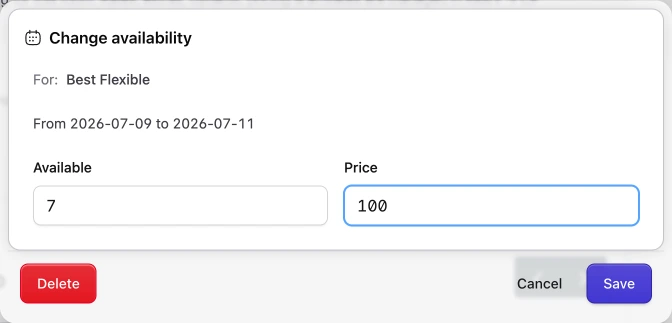 Change availability
For: Best Flexible
From 2026-07-09 to 2026-07-11
Available Price
7 100
Delete Cancel Save